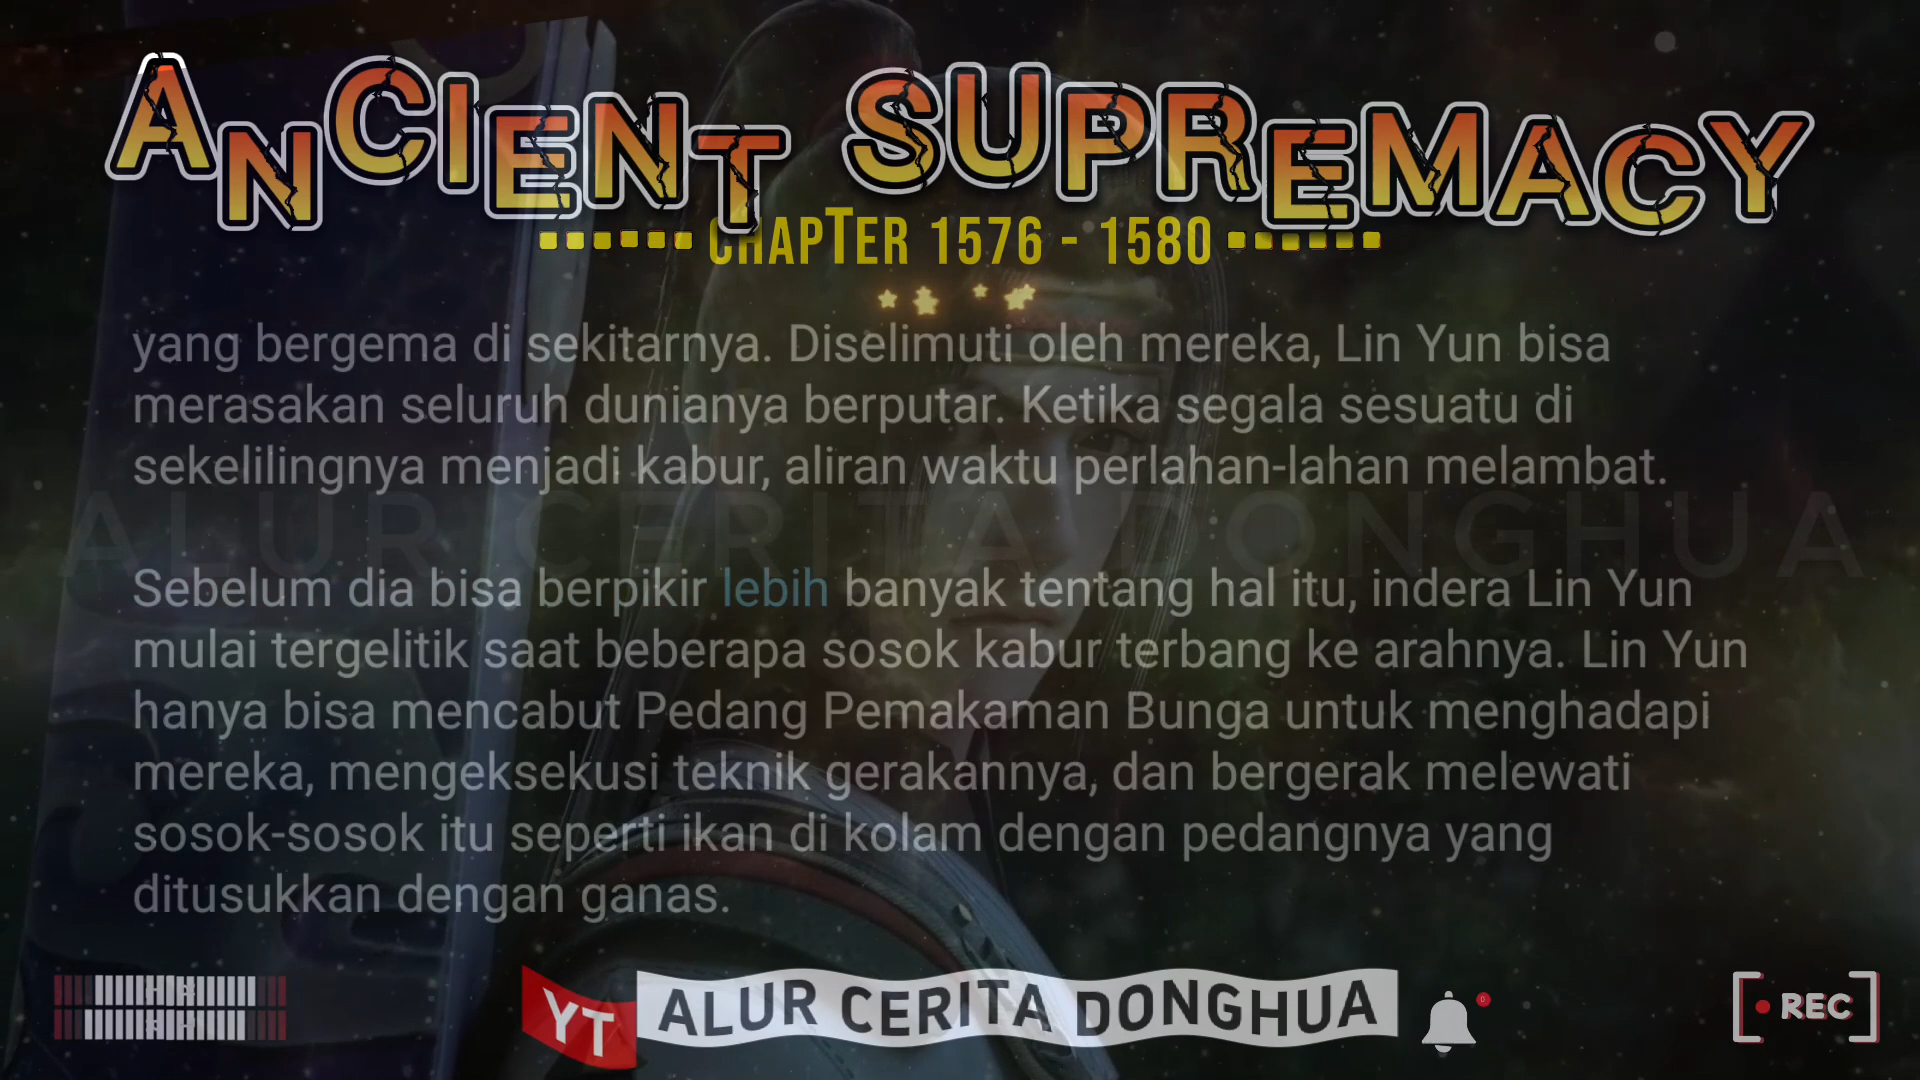 ANCIENT SUPREMACY
CHAPTER 1576 - 1580
yang bergema di sekitarnya. Diselimuti oleh mereka, Lin Yun bisa
merasakan seluruh dunianya berputar. Ketika segala sesuatu di
sekelilingnya menjadi kabur, aliran waktu perlahan-lahan melambat.
ALUR CERITA DONGHUA
Sebelum dia bisa berpikir lebih banyak tentang hal itu, indera Lin Yun
mulai tergelitik saat beberapa sosok kabur terbang ke arahnya. Lin Yun
hanya bisa mencabut Pedang Pemakaman Bunga untuk menghadapi
mereka, mengeksekusi teknik gerakannya, dan bergerak melewati
sosok-sosok itu seperti ikan di kolam dengan pedangnya yang
ditusukkan dengan ganas.
YT ALUR CERITA DONGHUA
REC